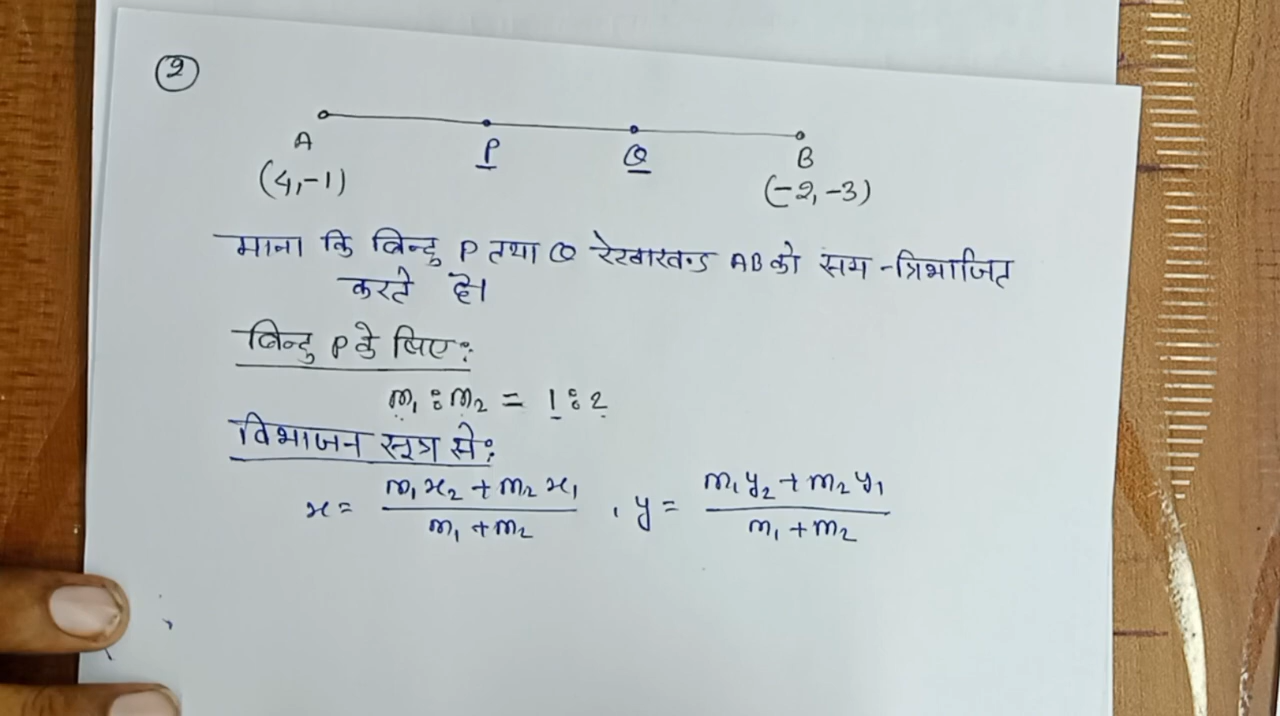 2
A P Q B
(4,-1) (-2,-3)
माना कि बिन्दु P तथा Q रेखाखण्ड AB को सम-त्रिभाजित
करते है।
बिन्दु P के लिए:
m₁ : m₂ = 1 : 2
विभाजन सूत्र से:
x = (m₁x₂ + m₂x₁)/(m₁ + m₂) , y = (m₁y₂ + m₂y₁)/(m₁ + m₂)